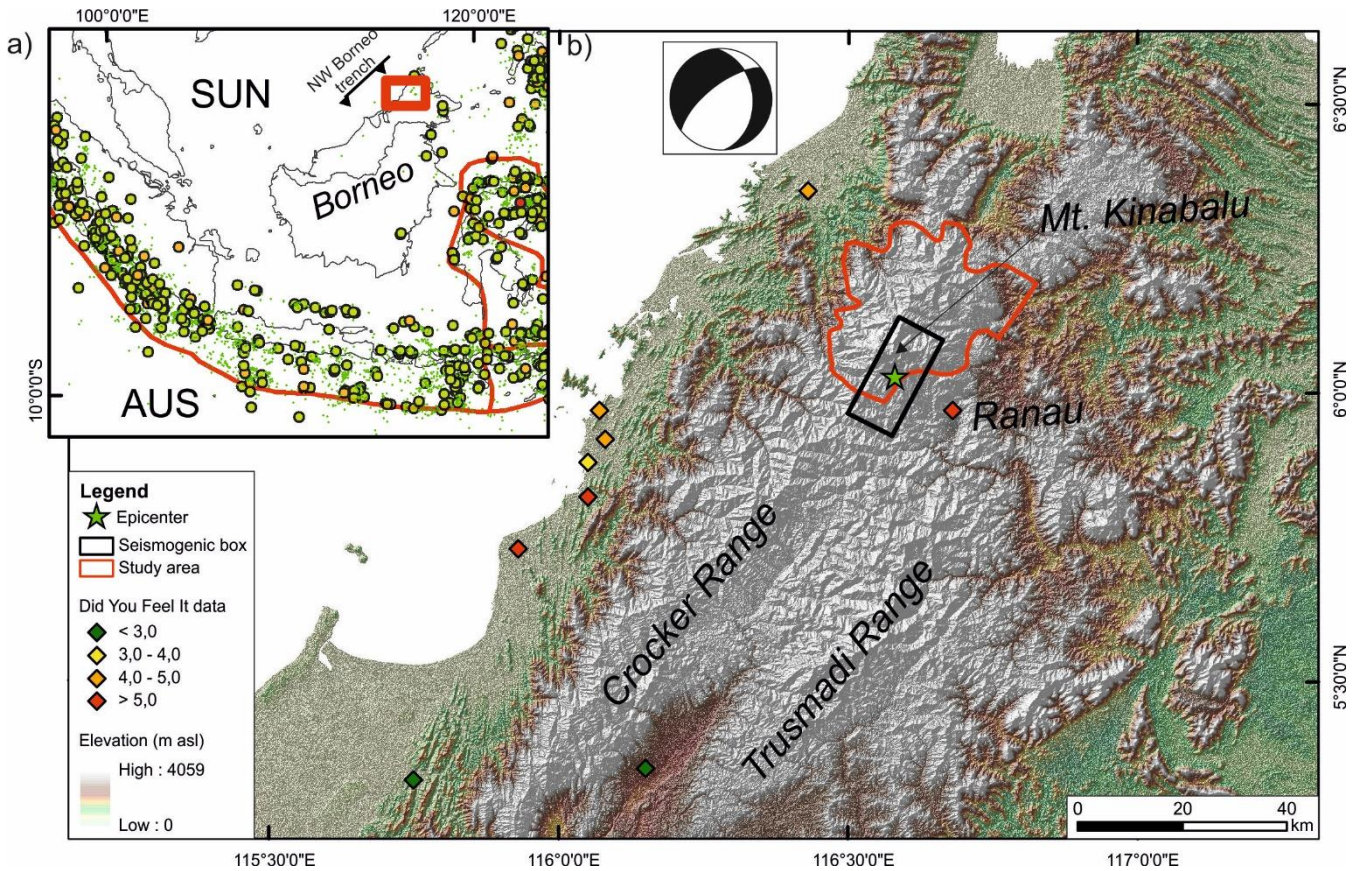 a)
100°0'0"E
120°0'0"E
SUN
NW Borneo
trench
Borneo
10°0'0"S
AUS
b)
6°30'0"N
Mt. Kinabalu
6°0'0"N
Ranau
Crocker Range
Trusmadi Range
5°30'0"N
Legend
Epicenter
Seismogenic box
Study area
Did You Feel It data
< 3,0
3,0 - 4,0
4,0 - 5,0
> 5,0
Elevation (m asl)
High : 4059
Low : 0
0 20 40
km
115°30'0"E
116°0'0"E
116°30'0"E
117°0'0"E